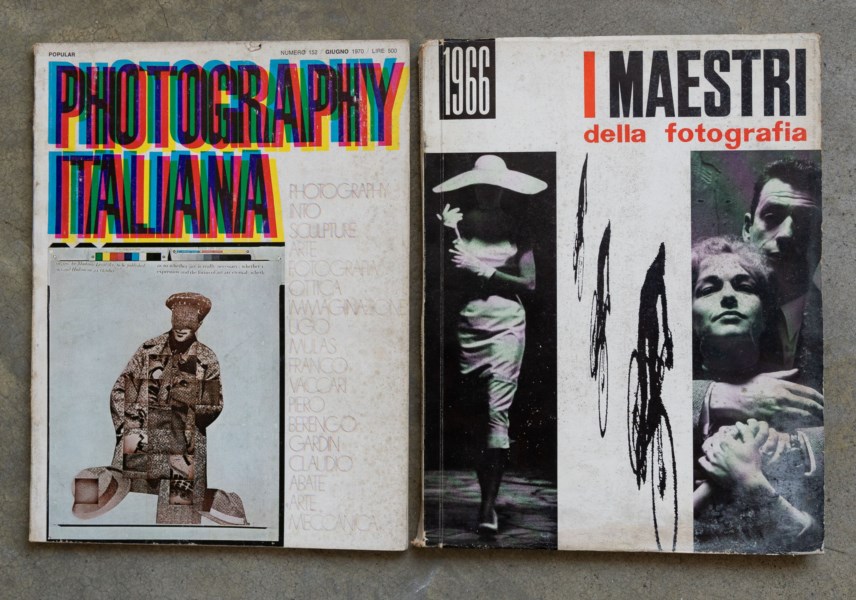 POPULAR
NUMERO 152 / GIUGNO 1970 / LIRE 500
PHOTOGRAPHY
ITALIANA
PHOTOGRAPHY
INTO
SCULPTURE
ARTE
FOTOGRAFIA
OTTICA
IMMAGINAZIONE
UGO
MULAS
FRANCO
VACCARI
PIERO
BERENGO
GARDIN
CLAUDIO
ABATE
ARTE
MECCANICA
1966
I MAESTRI
della fotografia